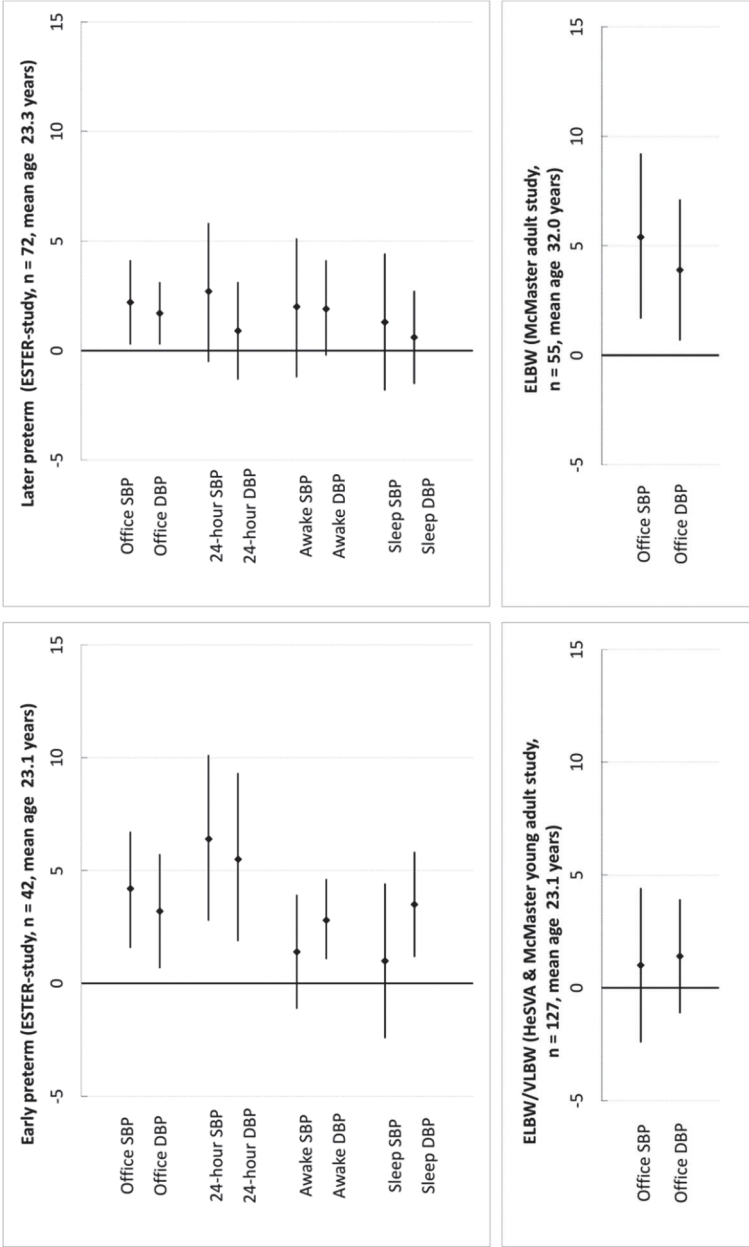 Early preterm (ESTER-study, n = 42, mean age 23.1 years)
-5 0 5 10 15
Office SBP
Office DBP
24-hour SBP
24-hour DBP
Awake SBP
Awake DBP
Sleep SBP
Sleep DBP
Later preterm (ESTER-study, n = 72, mean age 23.3 years)
-5 0 5 10 15
Office SBP
Office DBP
24-hour SBP
24-hour DBP
Awake SBP
Awake DBP
Sleep SBP
Sleep DBP
ELBW/VLBW (HeSVA & McMaster young adult study,
n = 127, mean age 23.1 years)
-5 0 5 10 15
Office SBP
Office DBP
ELBW (McMaster adult study,
n = 55, mean age 32.0 years)
-5 0 5 10 15
Office SBP
Office DBP